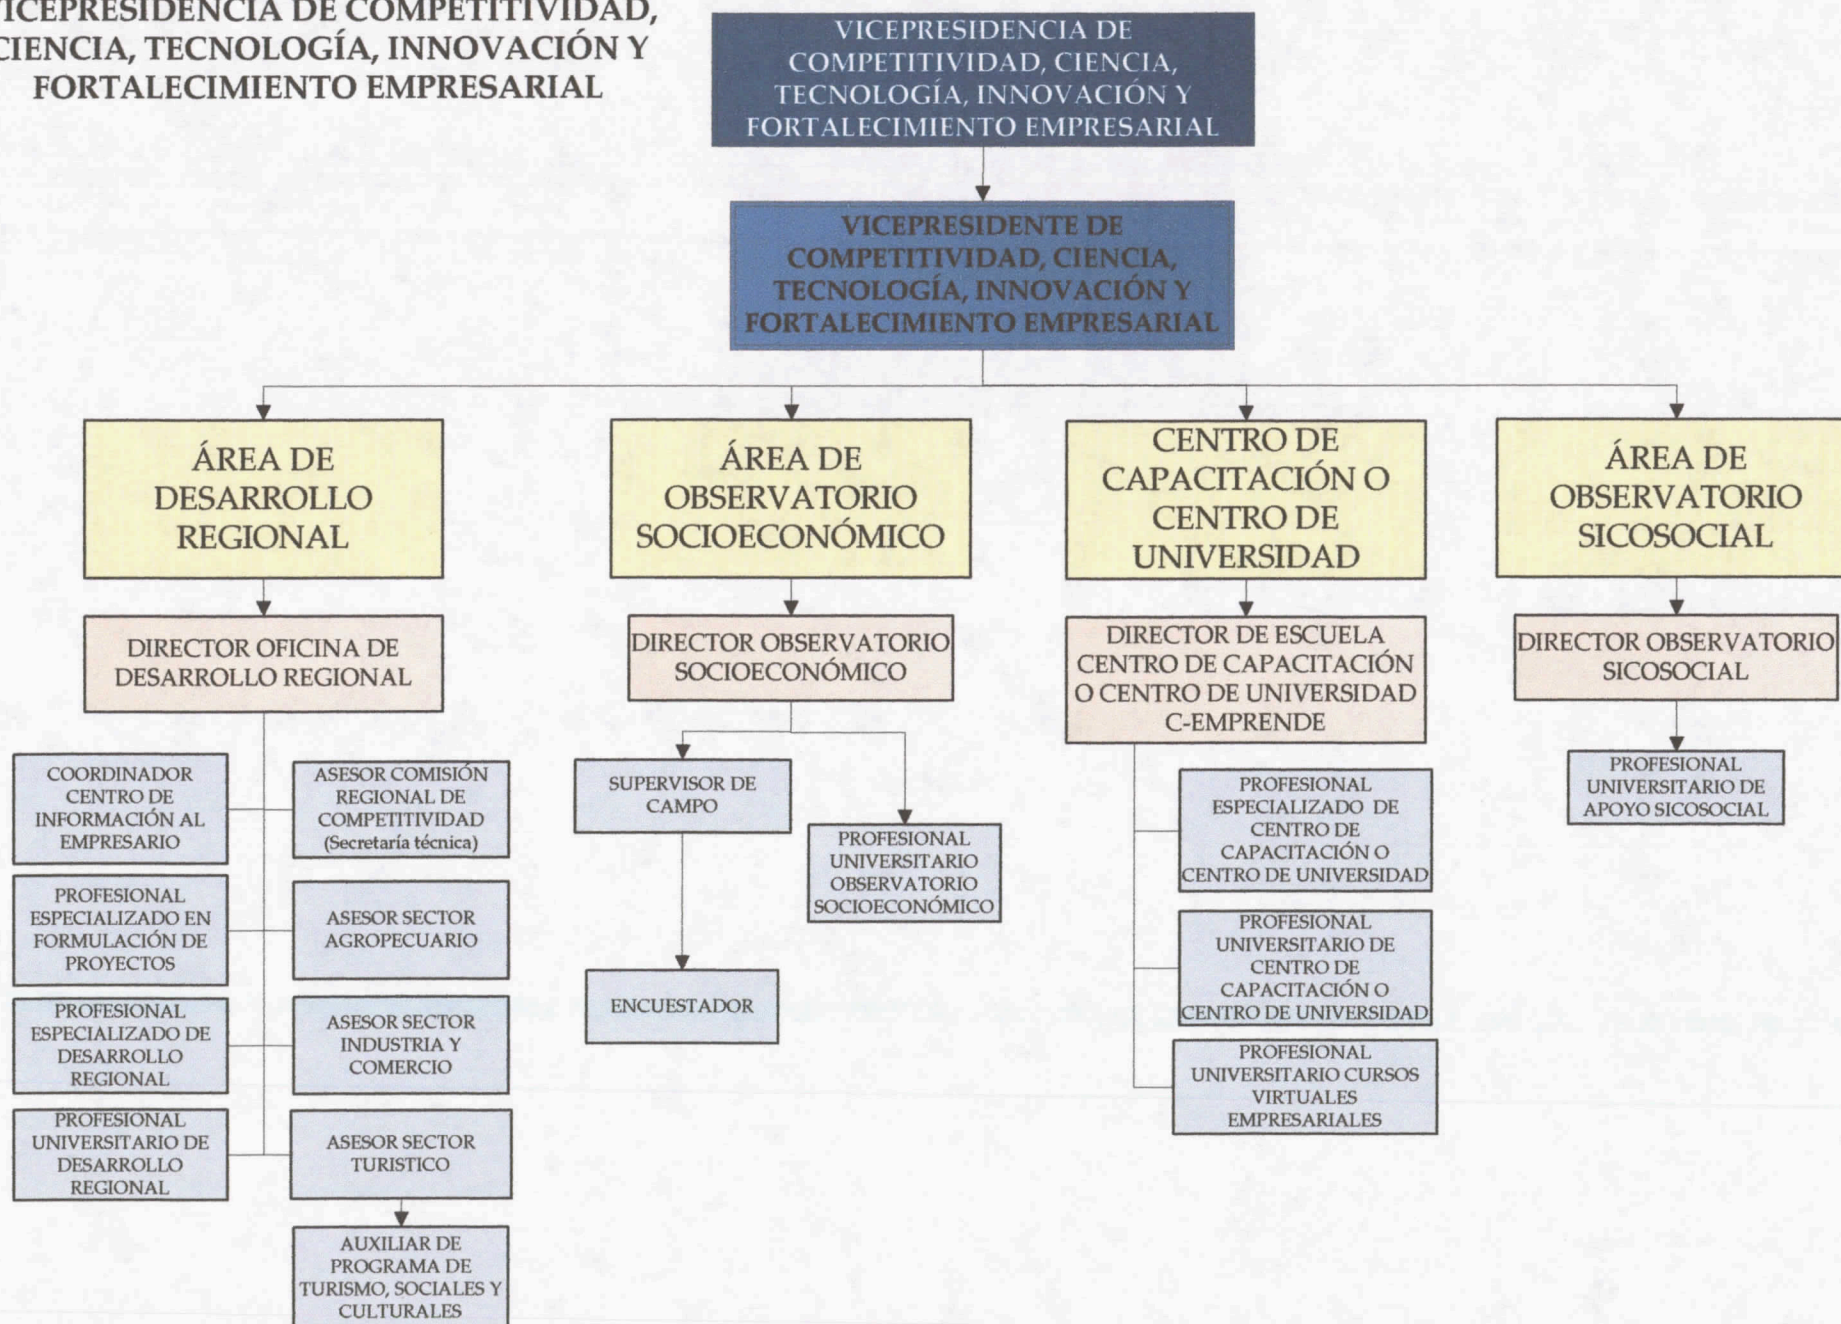 VICEPRESIDENCIA DE COMPETITIVIDAD,
CIENCIA, TECNOLOGÍA, INNOVACIÓN Y
FORTALECIMIENTO EMPRESARIAL
VICEPRESIDENCIA DE
COMPETITIVIDAD, CIENCIA,
TECNOLOGÍA, INNOVACIÓN Y
FORTALECIMIENTO EMPRESARIAL
VICEPRESIDENTE DE
COMPETITIVIDAD, CIENCIA,
TECNOLOGÍA, INNOVACIÓN Y
FORTALECIMIENTO EMPRESARIAL
ÁREA DE
DESARROLLO
REGIONAL
DIRECTOR OFICINA DE
DESARROLLO REGIONAL
COORDINADOR
CENTRO DE
INFORMACIÓN AL
EMPRESARIO
ASESOR COMISIÓN
REGIONAL DE
COMPETITIVIDAD
(Secretaría técnica)
PROFESIONAL
ESPECIALIZADO EN
FORMULACIÓN DE
PROYECTOS
ASESOR SECTOR
AGROPECUARIO
PROFESIONAL
ESPECIALIZADO DE
DESARROLLO
REGIONAL
ASESOR SECTOR
INDUSTRIA Y
COMERCIO
PROFESIONAL
UNIVERSITARIO DE
DESARROLLO
REGIONAL
ASESOR SECTOR
TURISTICO
AUXILIAR DE
PROGRAMA DE
TURISMO, SOCIALES Y
CULTURALES
ÁREA DE
OBSERVATORIO
SOCIOECONÓMICO
DIRECTOR OBSERVATORIO
SOCIOECONÓMICO
SUPERVISOR DE
CAMPO
PROFESIONAL
UNIVERSITARIO
OBSERVATORIO
SOCIOECONÓMICO
ENCUESTADOR
CENTRO DE
CAPACITACIÓN O
CENTRO DE
UNIVERSIDAD
DIRECTOR DE ESCUELA
CENTRO DE CAPACITACIÓN
O CENTRO DE UNIVERSIDAD
C-EMPRENDE
PROFESIONAL
ESPECIALIZADO DE
CENTRO DE
CAPACITACIÓN O
CENTRO DE UNIVERSIDAD
PROFESIONAL
UNIVERSITARIO DE
CENTRO DE
CAPACITACIÓN O
CENTRO DE UNIVERSIDAD
PROFESIONAL
UNIVERSITARIO CURSOS
VIRTUALES
EMPRESARIALES
ÁREA DE
OBSERVATORIO
SICOSOCIAL
DIRECTOR OBSERVATORIO
SICOSOCIAL
PROFESIONAL
UNIVERSITARIO DE
APOYO SICOSOCIAL